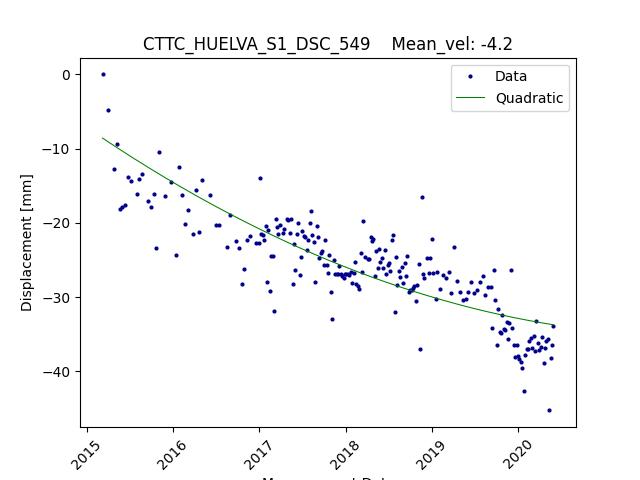 CTTC_HUELVA_S1_DSC_549    Mean_vel: -4.2
Data
Quadratic
0
−10
−20
−30
−40
Displacement [mm]
2015 2016 2017 2018 2019 2020